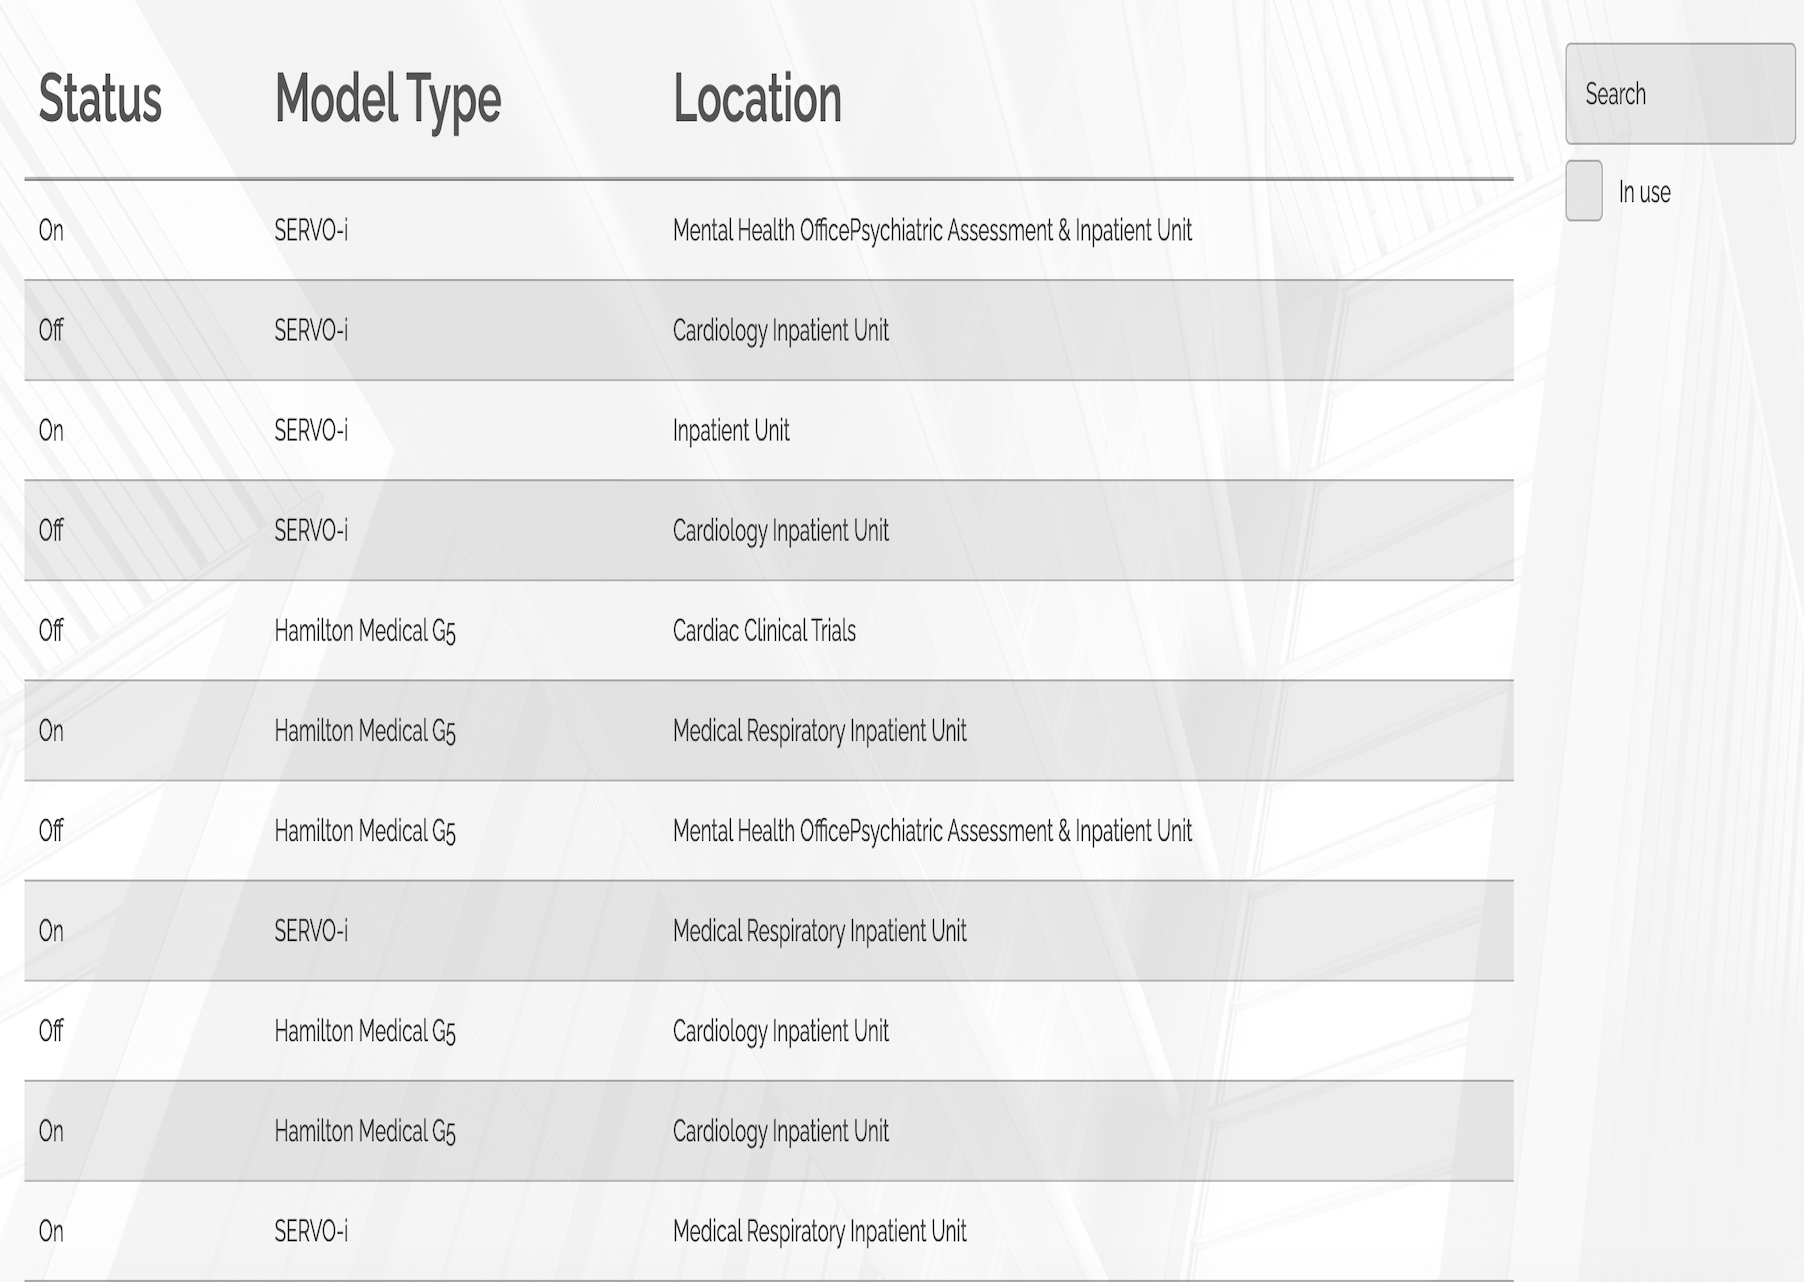 Status Model Type Location
Search
In use
On SERVO-i Mental Health OfficePsychiatric Assessment & Inpatient Unit
Off SERVO-i Cardiology Inpatient Unit
On SERVO-i Inpatient Unit
Off SERVO-i Cardiology Inpatient Unit
Off Hamilton Medical G5 Cardiac Clinical Trials
On Hamilton Medical G5 Medical Respiratory Inpatient Unit
Off Hamilton Medical G5 Mental Health OfficePsychiatric Assessment & Inpatient Unit
On SERVO-i Medical Respiratory Inpatient Unit
Off Hamilton Medical G5 Cardiology Inpatient Unit
On Hamilton Medical G5 Cardiology Inpatient Unit
On SERVO-i Medical Respiratory Inpatient Unit